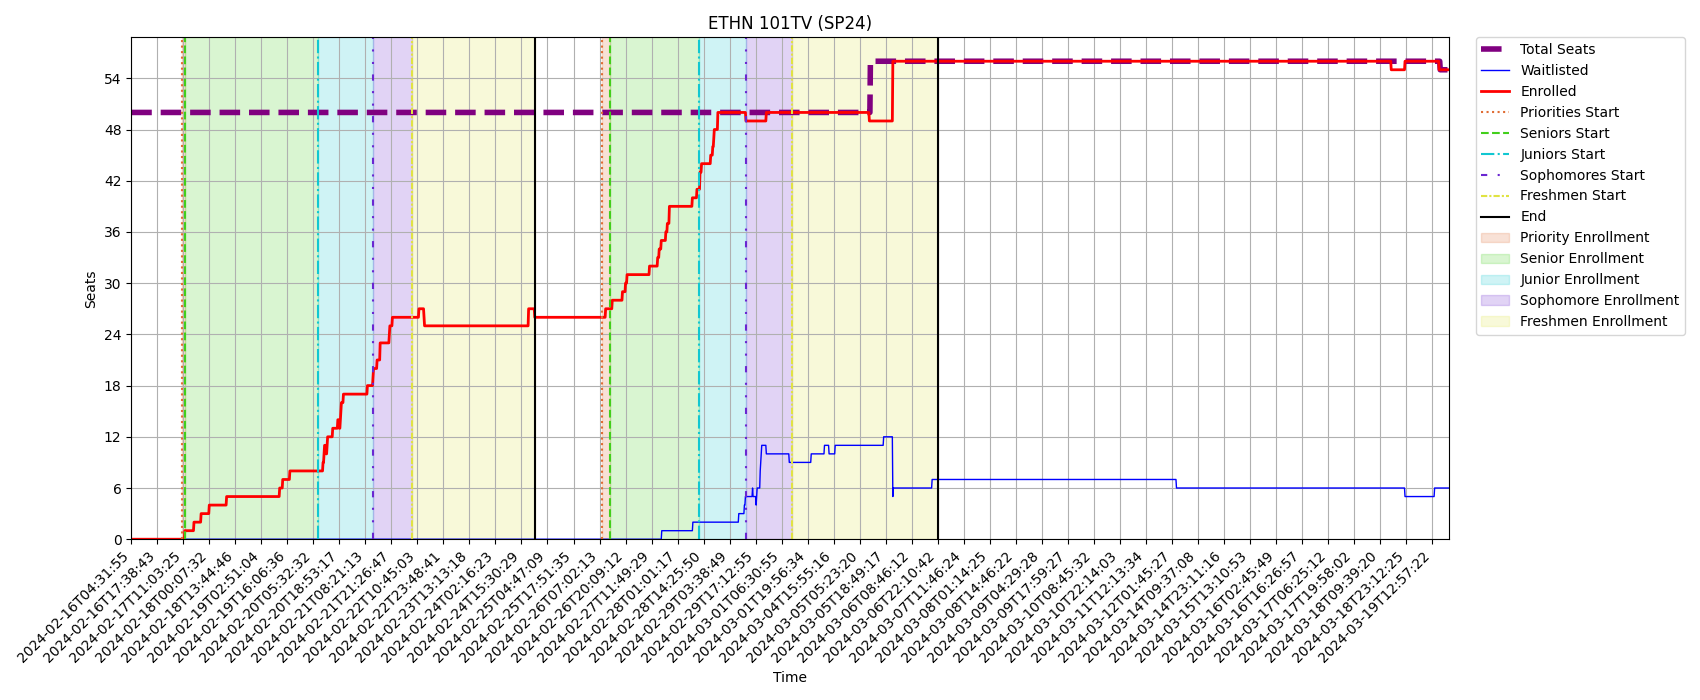 ETHN 101TV (SP24)
Total Seats
Waitlisted
Enrolled
Priorities Start
Seniors Start
Juniors Start
Sophomores Start
Freshmen Start
End
Priority Enrollment
Senior Enrollment
Junior Enrollment
Sophomore Enrollment
Freshmen Enrollment
Seats
54
48
42
36
30
24
18
12
6
0
2024-02-16T04:31:55
2024-02-16T17:38:43
2024-02-17T11:03:25
2024-02-18T00:07:32
2024-02-18T13:44:46
2024-02-19T02:51:04
2024-02-19T16:06:36
2024-02-20T05:32:32
2024-02-20T18:53:17
2024-02-21T08:21:13
2024-02-21T21:26:47
2024-02-22T10:45:03
2024-02-22T23:48:41
2024-02-23T13:13:18
2024-02-24T02:16:23
2024-02-24T15:30:29
2024-02-25T04:47:09
2024-02-25T17:51:35
2024-02-26T07:02:13
2024-02-26T20:09:12
2024-02-27T11:49:29
2024-02-28T01:01:17
2024-02-28T14:25:50
2024-02-29T03:38:49
2024-02-29T17:12:55
2024-03-01T06:30:55
2024-03-01T19:56:34
2024-03-04T15:55:16
2024-03-05T05:23:20
2024-03-05T18:49:17
2024-03-06T08:46:12
2024-03-06T22:10:42
2024-03-07T11:46:24
2024-03-08T01:14:25
2024-03-08T14:46:22
2024-03-09T04:29:28
2024-03-09T17:59:27
2024-03-10T08:45:32
2024-03-10T22:14:03
2024-03-11T12:13:34
2024-03-12T01:45:27
2024-03-14T09:37:08
2024-03-14T23:11:16
2024-03-15T13:10:53
2024-03-16T02:45:49
2024-03-16T16:26:57
2024-03-17T06:25:12
2024-03-17T19:58:02
2024-03-18T09:39:20
2024-03-18T23:12:25
2024-03-19T12:57:22
Time